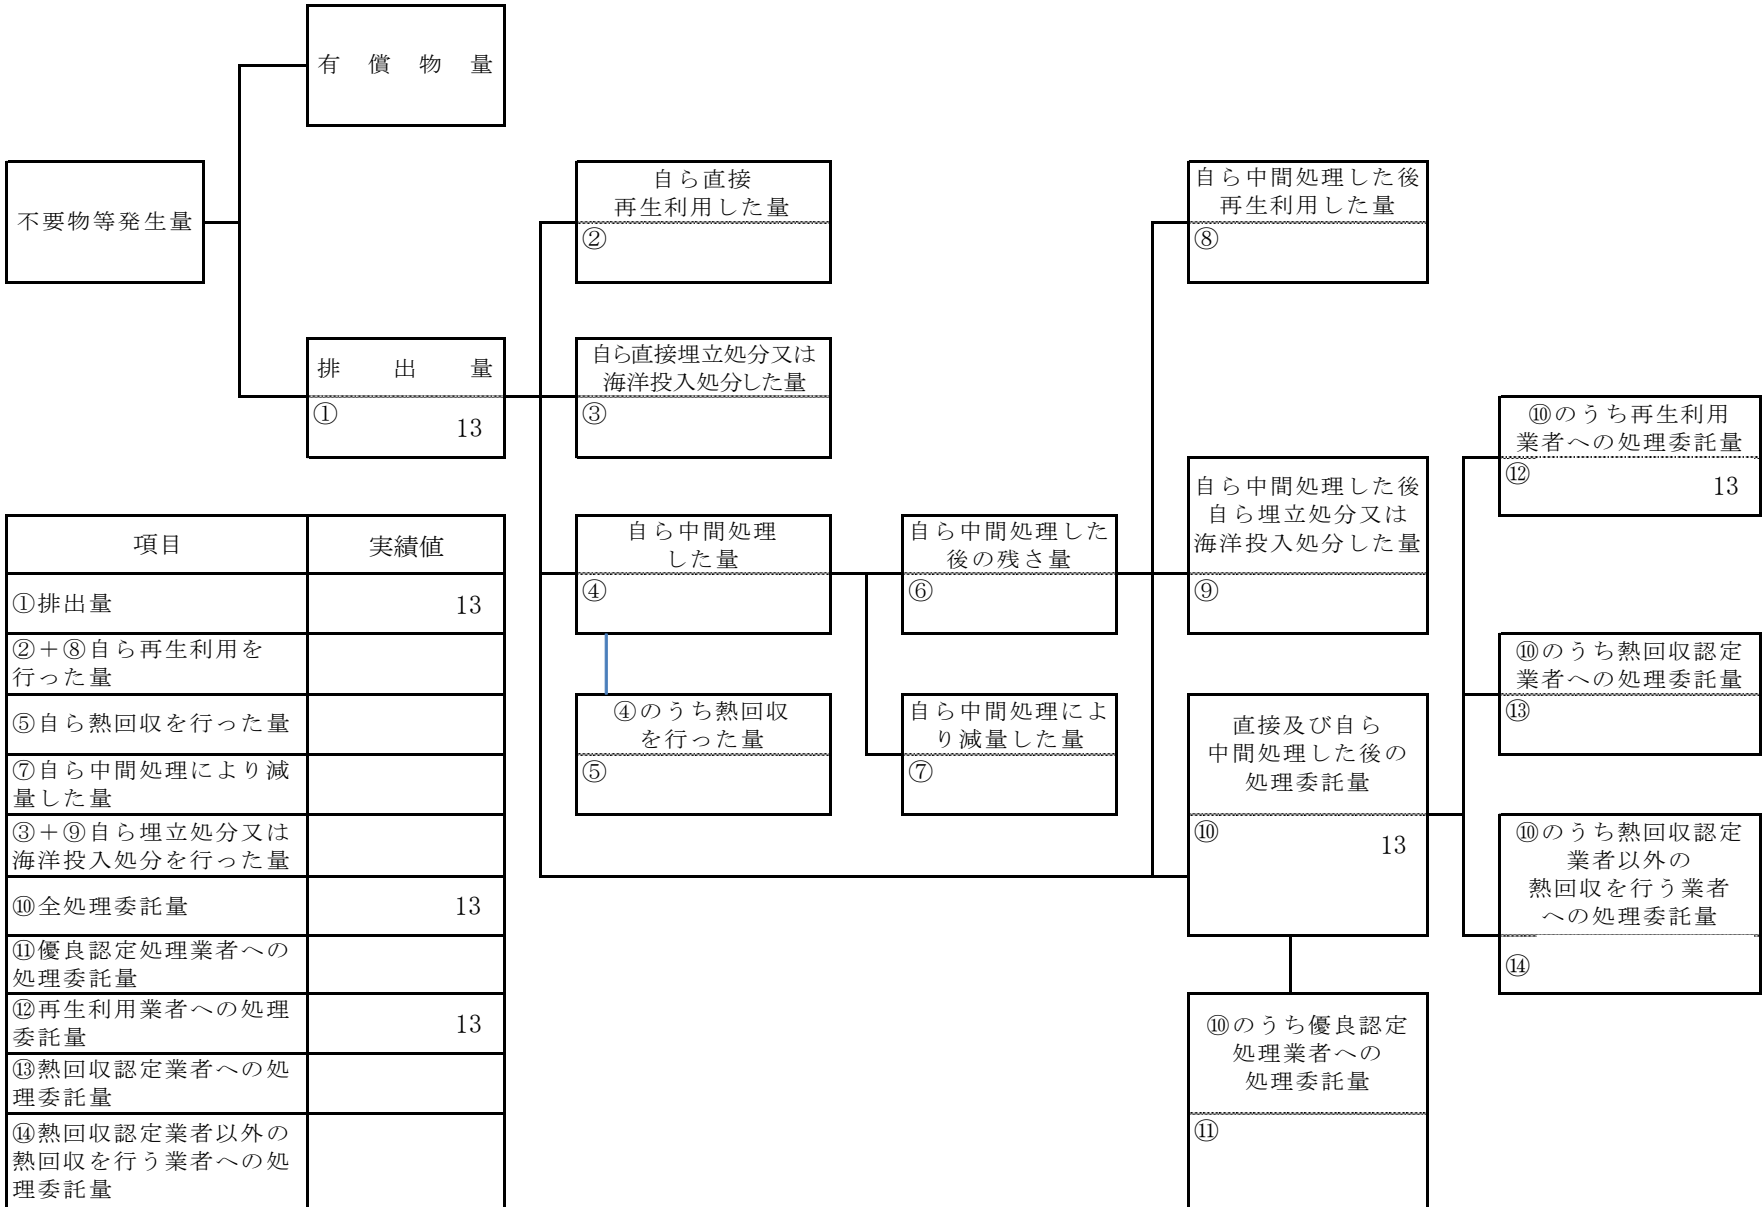 有償物量
不要物等発生量
自ら直接
再生利用した量
②
自ら中間処理した後
再生利用した量
⑧
排出量
①
13
自ら直接埋立処分又は
海洋投入処分した量
③
⑩のうち再生利用
業者への処理委託量
⑫
13
自ら中間処理
した量
④
自ら中間処理した
後の残さ量
⑥
自ら中間処理した後
自ら埋立処分又は
海洋投入処分した量
⑨
⑩のうち熱回収認定
業者への処理委託量
⑬
④のうち熱回収
を行った量
⑤
自ら中間処理によ
り減量した量
⑦
直接及び自ら
中間処理した後の
処理委託量
⑩
13
⑩のうち熱回収認定
業者以外の
熱回収を行う業者
への処理委託量
⑭
⑩のうち優良認定
処理業者への
処理委託量
⑪
項目 実績値
①排出量 13
②+⑧自ら再生利用を
行った量
⑤自ら熱回収を行った量
⑦自ら中間処理により減
量した量
③+⑨自ら埋立処分又は
海洋投入処分を行った量
⑩全処理委託量 13
⑪優良認定処理業者への
処理委託量
⑫再生利用業者への処理
委託量 13
⑬熱回収認定業者への処
理委託量
⑭熱回収認定業者以外の
熱回収を行う業者への処
理委託量